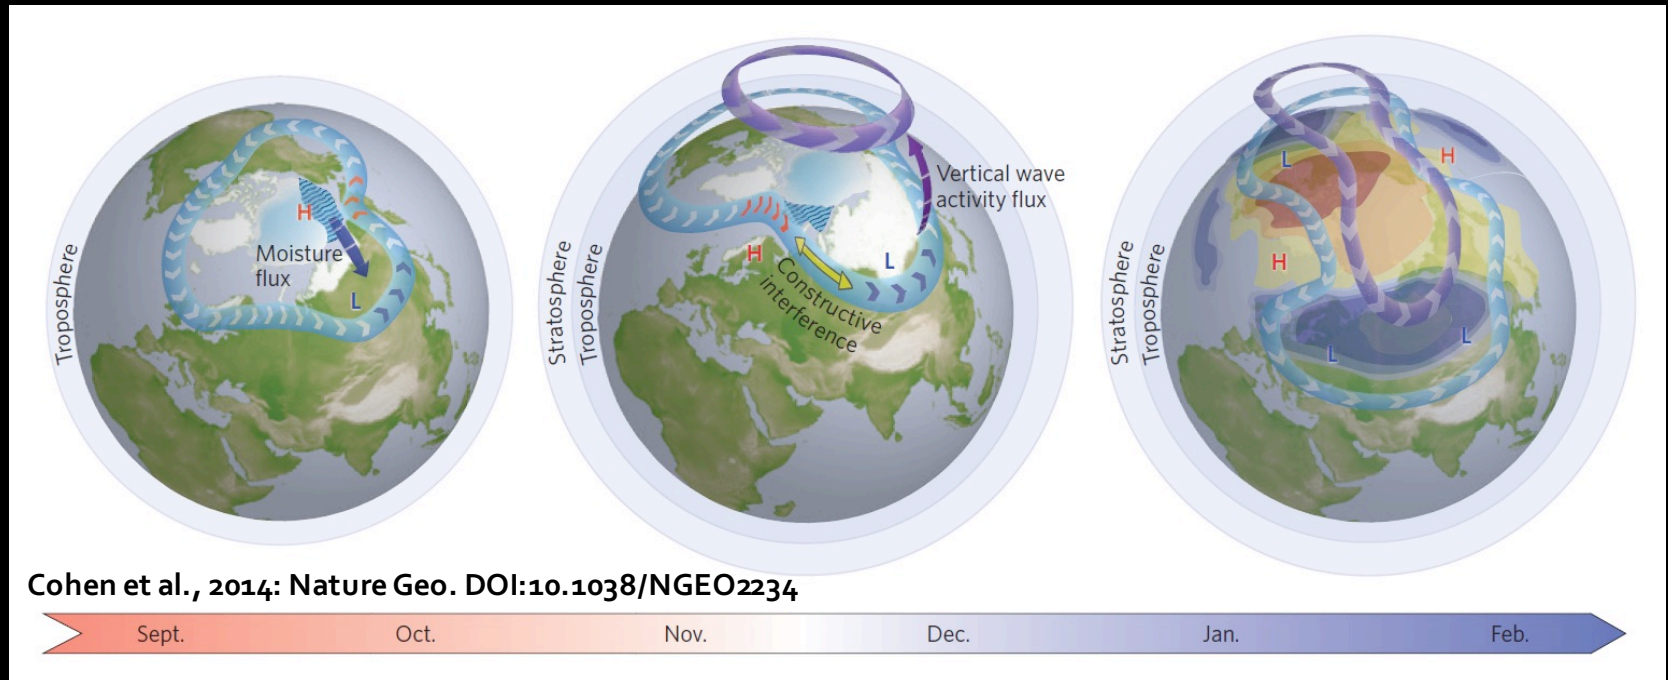 Troposphere
H
Moisture
flux
L
Stratosphere
Troposphere
Vertical wave
activity flux
H
L
Constructive
interference
Stratosphere
Troposphere
L
H
H
L
L
Cohen et al., 2014: Nature Geo. DOI:10.1038/NGEO2234
Sept. Oct. Nov. Dec. Jan. Feb.